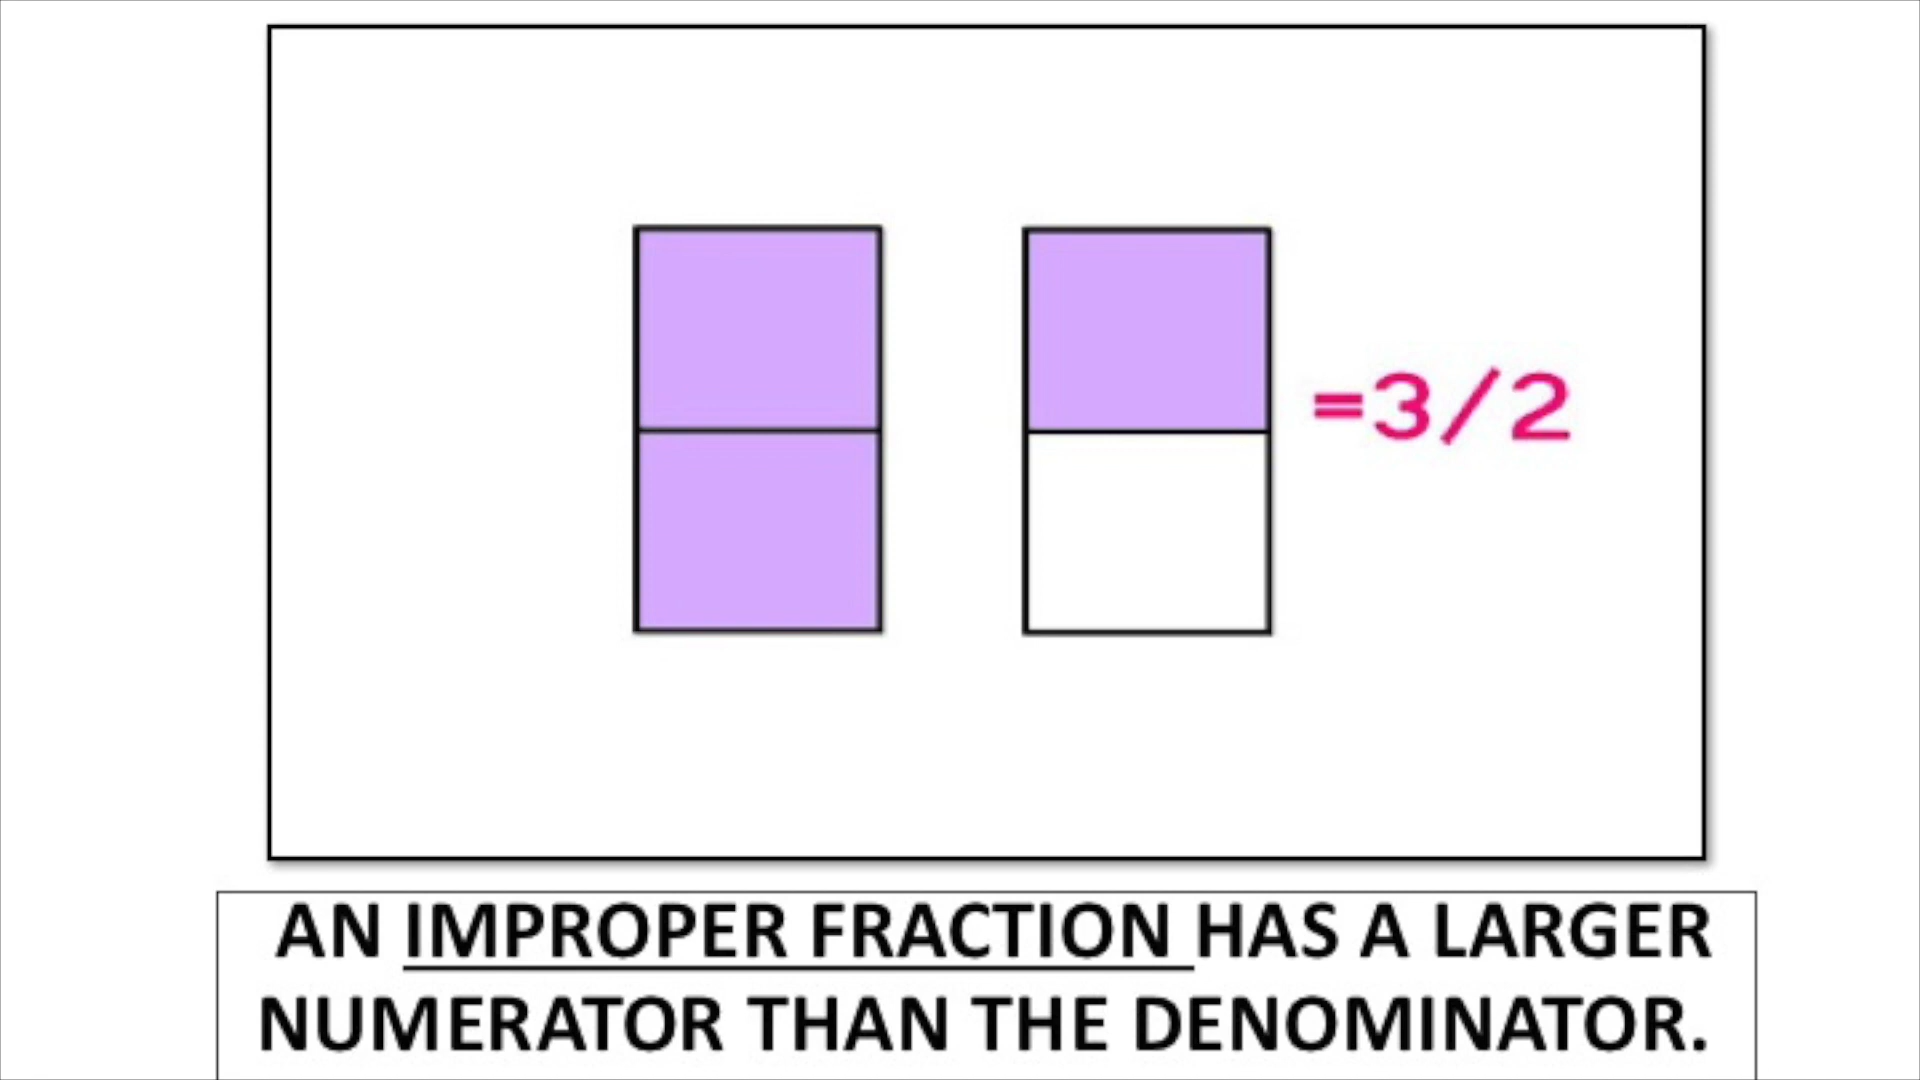 =3/2
AN IMPROPER FRACTION HAS A LARGER
NUMERATOR THAN THE DENOMINATOR.